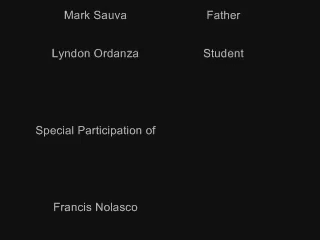 Mark Sauva Father
Lyndon Ordanza Student
Special Participation of
Francis Nolasco